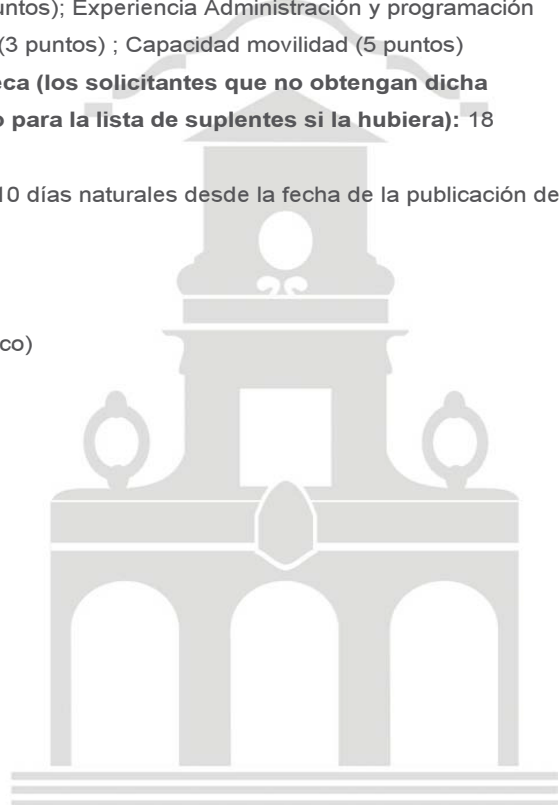 untos); Experiencia Administración y programación
(3 puntos) ; Capacidad movilidad (5 puntos)
eca (los solicitantes que no obtengan dicha
o para la lista de suplentes si la hubiera): 18
10 días naturales desde la fecha de la publicación de
co)